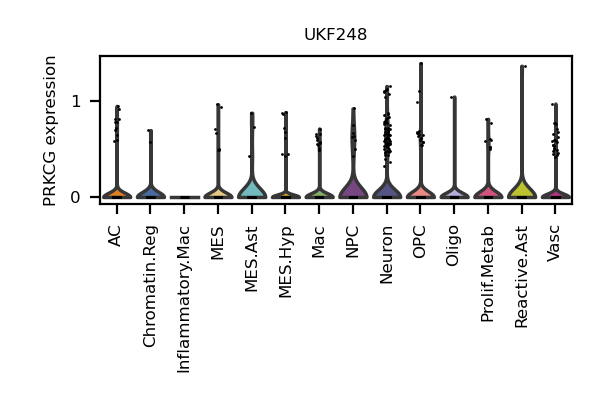 UKF248
PRKCG expression
1
0
AC
Chromatin.Reg
Inflammatory.Mac
MES
MES.Ast
MES.Hyp
Mac
NPC
Neuron
OPC
Oligo
Prolif.Metab
Reactive.Ast
Vasc